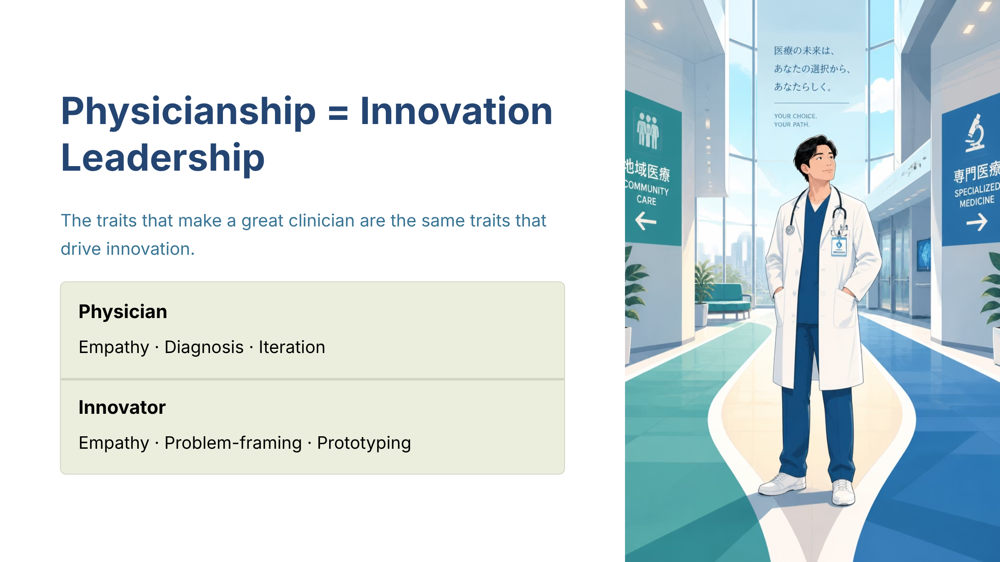 Physicianship = Innovation
Leadership
The traits that make a great clinician are the same traits that
drive innovation.
Physician
Empathy · Diagnosis · Iteration
Innovator
Empathy · Problem-framing · Prototyping
医療の未来は、
あなたの選択から、
あなたらしく。
YOUR CHOICE.
YOUR PATH.
地域医療
COMMUNITY
CARE
←
専門医療
SPECIALIZED
MEDICINE
→